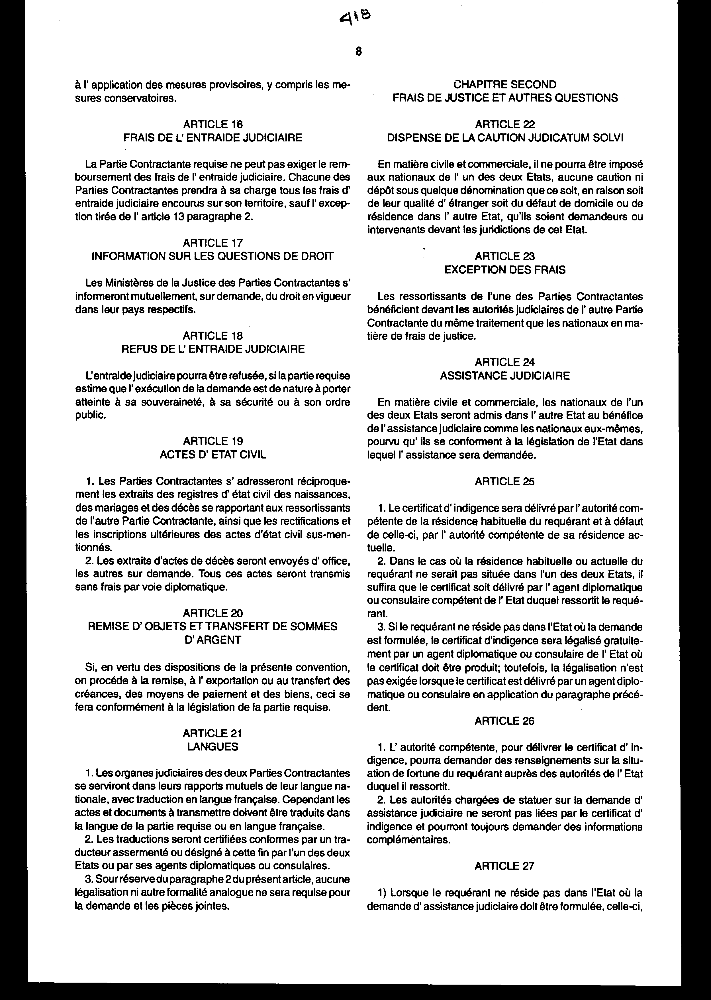 418
8
à l' application des mesures provisoires, y compris les me-
sures conservatoires.
ARTICLE 16
FRAIS DE L' ENTRAIDE JUDICIAIRE
La Partie Contractante requise ne peut pas exiger le rem-
boursement des frais de l' entraide judiciaire. Chacune des
Parties Contractantes prendra à sa charge tous les frais d'
entraide judiciaire encourus sur son territoire, sauf l' excep-
tion tirée de l' article 13 paragraphe 2.
ARTICLE 17
INFORMATION SUR LES QUESTIONS DE DROIT
Les Ministères de la Justice des Parties Contractantes s'
informeront mutuellement, sur demande, du droit en vigueur
dans leur pays respectifs.
ARTICLE 18
REFUS DE L' ENTRAIDE JUDICIAIRE
L'entraide judiciaire pourra être refusée, si la partie requise
estime que l' exécution de la demande est de nature à porter
atteinte à sa souveraineté, à sa sécurité ou à son ordre
public.
ARTICLE 19
ACTES D' ETAT CIVIL
1. Les Parties Contractantes s' adresseront réciproque-
ment les extraits des registres d' état civil des naissances,
des mariages et des décès se rapportant aux ressortissants
de l'autre Partie Contractante, ainsi que les rectifications et
les inscriptions ultérieures des actes d'état civil sus-men-
tionnés.
2. Les extraits d'actes de décès seront envoyés d' office,
les autres sur demande. Tous ces actes seront transmis
sans frais par voie diplomatique.
ARTICLE 20
REMISE D' OBJETS ET TRANSFERT DE SOMMES
D' ARGENT
Si, en vertu des dispositions de la présente convention,
on procéde à la remise, à l' exportation ou au transfert des
créances, des moyens de paiement et des biens, ceci se
fera conformément à la législation de la partie requise.
ARTICLE 21
LANGUES
1. Les organes judiciaires des deux Parties Contractantes
se serviront dans leurs rapports mutuels de leur langue na-
tionale, avec traduction en langue française. Cependant les
actes et documents à transmettre doivent être traduits dans
la langue de la partie requise ou en langue française.
2. Les traductions seront certifiées conformes par un tra-
ducteur assermenté ou désigné à cette fin par l'un des deux
Etats ou par ses agents diplomatiques ou consulaires.
3. Sour réserve du paragraphe 2 du présent article, aucune
légalisation ni autre formalité analogue ne sera requise pour
la demande et les pièces jointes.
CHAPITRE SECOND
FRAIS DE JUSTICE ET AUTRES QUESTIONS
ARTICLE 22
DISPENSE DE LA CAUTION JUDICATUM SOLVI
En matière civile et commerciale, il ne pourra être imposé
aux nationaux de l' un des deux Etats, aucune caution ni
dépôt sous quelque dénomination que ce soit, en raison soit
de leur qualité d' étranger soit du défaut de domicile ou de
résidence dans l' autre Etat, qu'ils soient demandeurs ou
intervenants devant les juridictions de cet Etat.
ARTICLE 23
EXCEPTION DES FRAIS
Les ressortissants de l'une des Parties Contractantes
bénéficient devant les autorités judiciaires de l' autre Partie
Contractante du même traitement que les nationaux en ma-
tière de frais de justice.
ARTICLE 24
ASSISTANCE JUDICIAIRE
En matière civile et commerciale, les nationaux de l'un
des deux Etats seront admis dans l' autre Etat au bénéfice
de l' assistance judiciaire comme les nationaux eux-mêmes,
pourvu qu' ils se conforment à la législation de l'Etat dans
lequel l' assistance sera demandée.
ARTICLE 25
1. Le certificat d' indigence sera délivré par l' autorité com-
pétente de la résidence habituelle du requérant et à défaut
de celle-ci, par l' autorité compétente de sa résidence ac-
tuelle.
2. Dans le cas où la résidence habituelle ou actuelle du
requérant ne serait pas située dans l'un des deux Etats, il
suffira que le certificat soit délivré par l' agent diplomatique
ou consulaire compétent de l' Etat duquel ressortit le requé-
rant.
3. Si le requérant ne réside pas dans l'Etat où la demande
est formulée, le certificat d'indigence sera légalisé gratuite-
ment par un agent diplomatique ou consulaire de l' Etat où
le certificat doit être produit; toutefois, la légalisation n'est
pas exigée lorsque le certificat est délivré par un agent diplo-
matique ou consulaire en application du paragraphe précé-
dent.
ARTICLE 26
1. L' autorité compétente, pour délivrer le certificat d' in-
digence, pourra demander des renseignements sur la situ-
ation de fortune du requérant auprès des autorités de l' Etat
duquel il ressortit.
2. Les autorités chargées de statuer sur la demande d'
assistance judiciaire ne seront pas liées par le certificat d'
indigence et pourront toujours demander des informations
complémentaires.
ARTICLE 27
1) Lorsque le requérant ne réside pas dans l'Etat où la
demande d' assistance judiciaire doit être formulée, celle-ci,